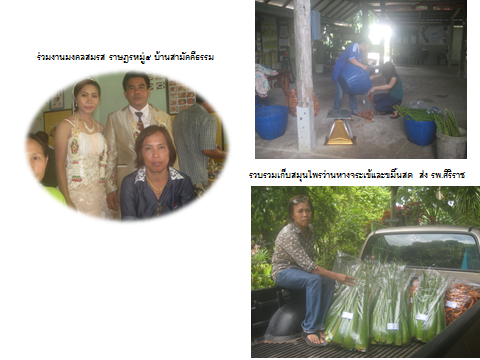 ร่วมงานมงคลสมรส ราษฎรหมู่๙ บ้านสามัคคีธรรม
รวบรวมเก็บสมุนไพรว่านหางจระเข้และขมิ้นสด ส่ง รพ.ศิริราช